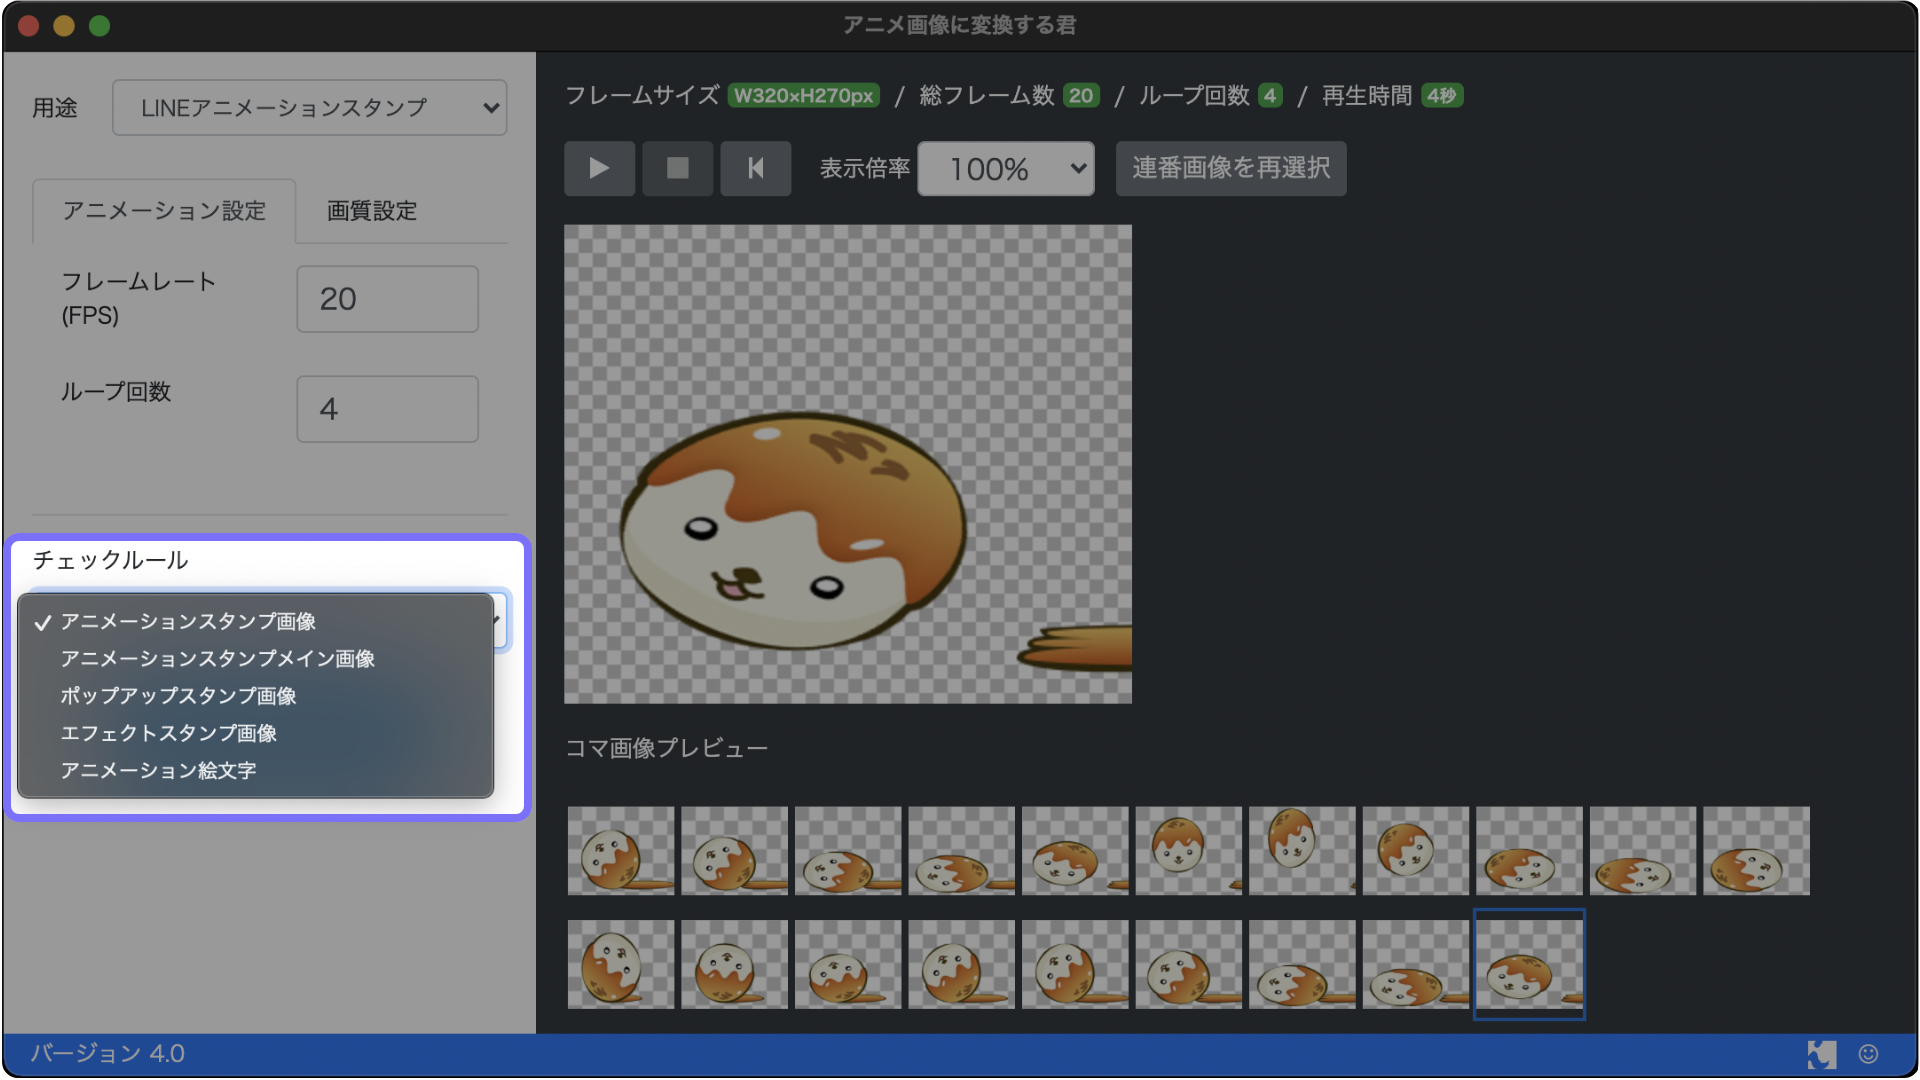 アニメ画像に変換する君
用途
LINEアニメーションスタンプ
アニメーション設定
画質設定
フレームレート
(FPS)
20
ループ回数
4
チェックルール
✓ アニメーションスタンプ画像
アニメーションスタンプメイン画像
ポップアップスタンプ画像
エフェクトスタンプ画像
アニメーション絵文字
フレームサイズ W320×H270px / 総フレーム数 20 / ループ回数 4 / 再生時間 4秒
表示倍率 100% 連番画像を再選択
コマ画像プレビュー
バージョン 4.0